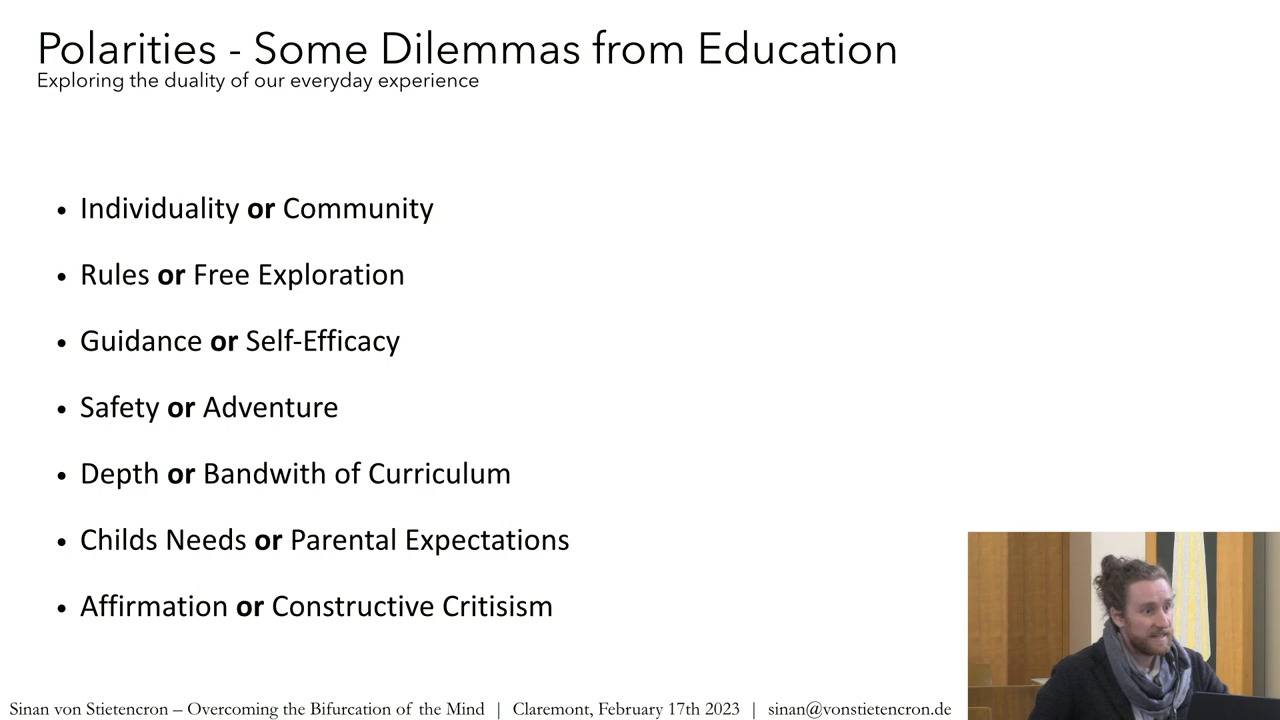 Polarities - Some Dilemmas from Education
Exploring the duality of our everyday experience
• Individuality or Community
• Rules or Free Exploration
• Guidance or Self-Efficacy
• Safety or Adventure
• Depth or Bandwith of Curriculum
• Childs Needs or Parental Expectations
• Affirmation or Constructive Critisism
Sinan von Stietencron – Overcoming the Bifurcation of the Mind | Claremont, February 17th 2023 | sinan@vonstietencron.de